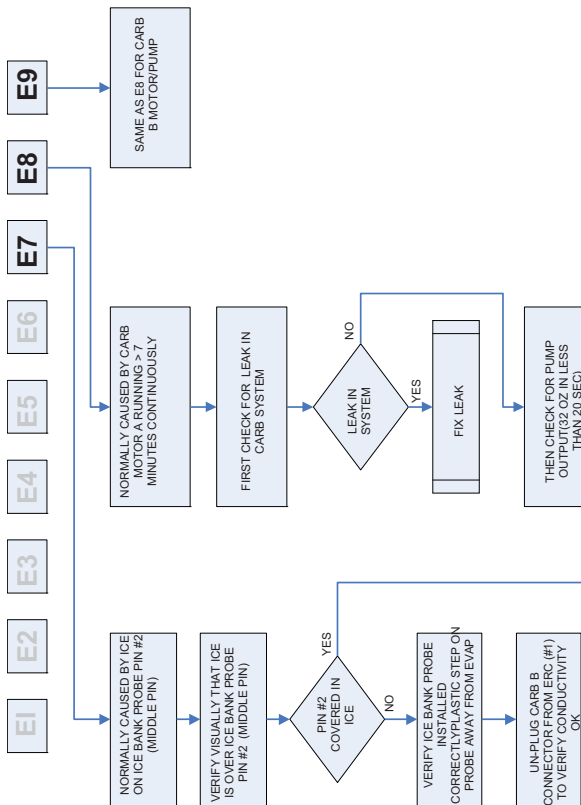 E1
E2
E3
E4
E5
E6
E7
E8
E9
NORMALLY CAUSED BY ICE
ON ICE BANK PROBE PIN #2
(MIDDLE PIN)
VERIFY VISUALLY THAT ICE
IS OVER ICE BANK PROBE
PIN #2 (MIDDLE PIN)
PIN #2
COVERED IN
ICE
YES
NO
VERIFY ICE BANK PROBE
INSTALLED
CORRECTLYPLASTIC STEP ON
PROBE AWAY FROM EVAP
UN-PLUG CARB B
CONNECTOR FROM ERC (#1)
TO VERIFY CONDUCTIVITY
OK
NORMALLY CAUSED BY CARB
MOTOR A RUNNING > 7
MINUTES CONTINUOUSLY
FIRST CHECK FOR LEAK IN
CARB SYSTEM
LEAK IN
SYSTEM
NO
YES
FIX LEAK
THEN CHECK FOR PUMP
OUTPUT(32 OZ IN LESS
THAN 20 SEC)
SAME AS E8 FOR CARB
B MOTOR/PUMP